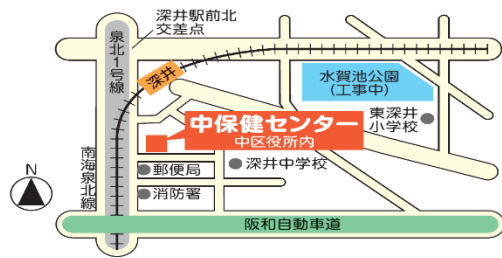 深井駅前北
交差点
泉北1号線
深井
水賀池公園
(工事中)
東深井
小学校
中保健センター
中区役所内
郵便局
深井中学校
消防署
南海泉北線
N
阪和自動車道